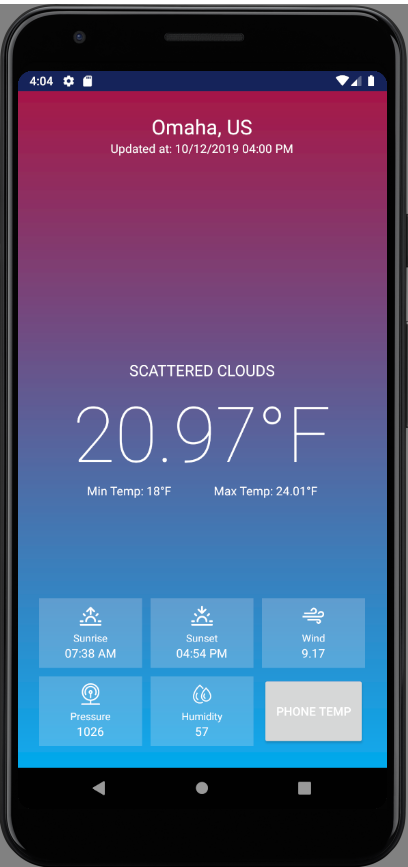 4:04
Omaha, US
Updated at: 10/12/2019 04:00 PM
SCATTERED CLOUDS
20.97°F
Min Temp: 18°F Max Temp: 24.01°F
Sunrise Sunset Wind
07:38 AM 04:54 PM 9.17
Pressure Humidity PHONE TEMP
1026 57